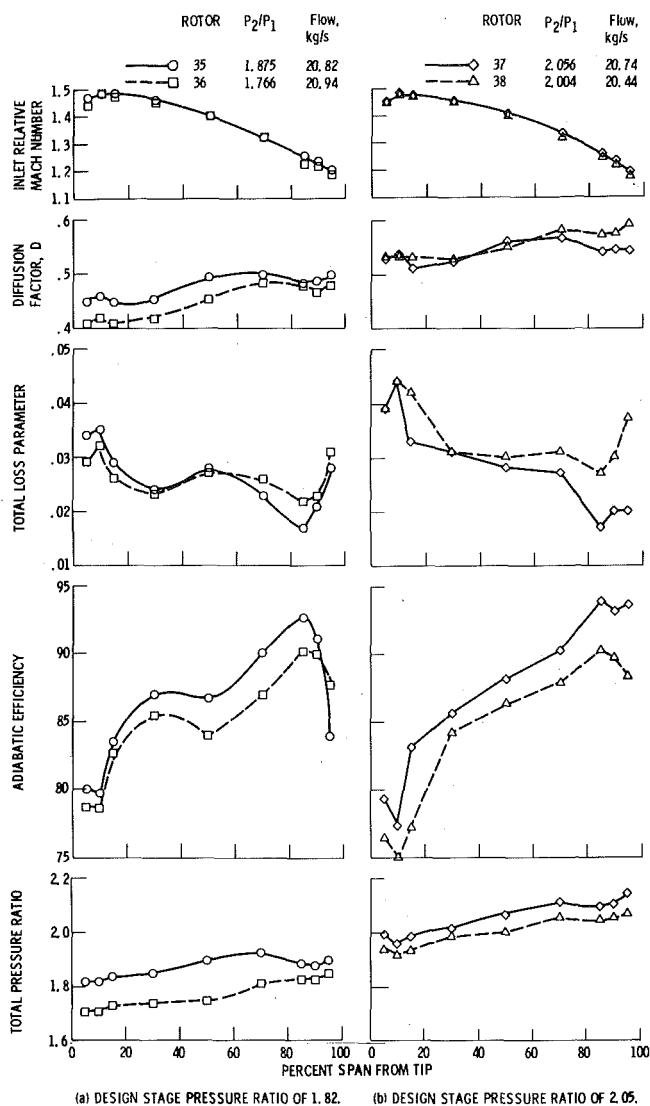 ROTOR P2/P1 Flow, kg/s
35 1.875 20.82
36 1.766 20.94
ROTOR P2/P1 Flow, kg/s
37 2.056 20.74
38 2.004 20.44
INLET RELATIVE MACH NUMBER
1.5
1.4
1.3
1.2
1.1
DIFFUSION FACTOR, D
.6
.5
.4
TOTAL LOSS PARAMETER
.05
.04
.03
.02
.01
ADIABATIC EFFICIENCY
95
90
85
80
75
TOTAL PRESSURE RATIO
2.2
2.0
1.8
1.6
0 20 40 60 80 100 0 20 40 60 80 100
PERCENT SPAN FROM TIP
(a) DESIGN STAGE PRESSURE RATIO OF 1.82. (b) DESIGN STAGE PRESSURE RATIO OF 2.05.